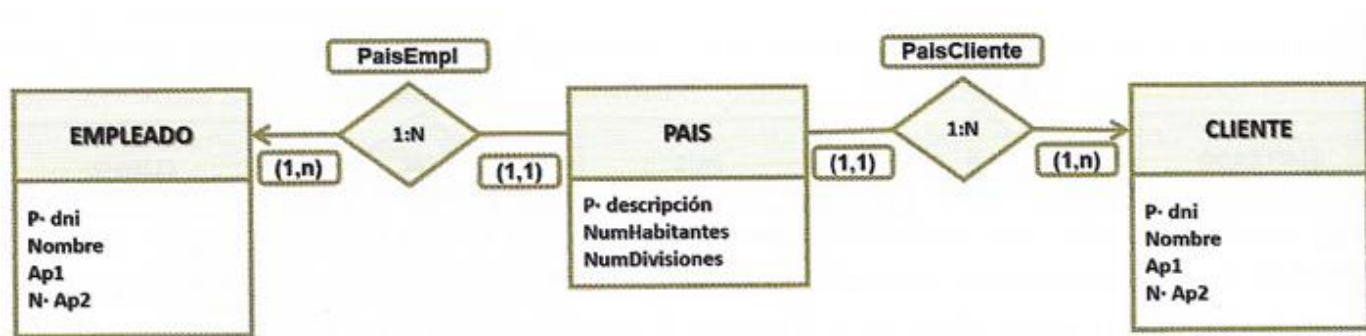 PaisEmpl
PaisCliente
EMPLEADO
1:N
PAIS
1:N
CLIENTE
(1,n)
(1,1)
(1,1)
(1,n)
P· dni
Nombre
Ap1
N· Ap2
P· descripción
NumHabitantes
NumDivisiones
P· dni
Nombre
Ap1
N· Ap2